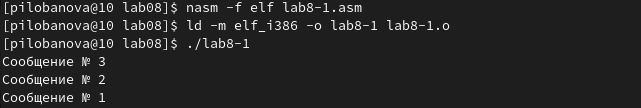 [pilobanova@10 lab08]$ nasm -f elf lab8-1.asm
[pilobanova@10 lab08]$ ld -m elf_i386 -o lab8-1 lab8-1.o
[pilobanova@10 lab08]$ ./lab8-1
Сообщение № 3
Сообщение № 2
Сообщение № 1